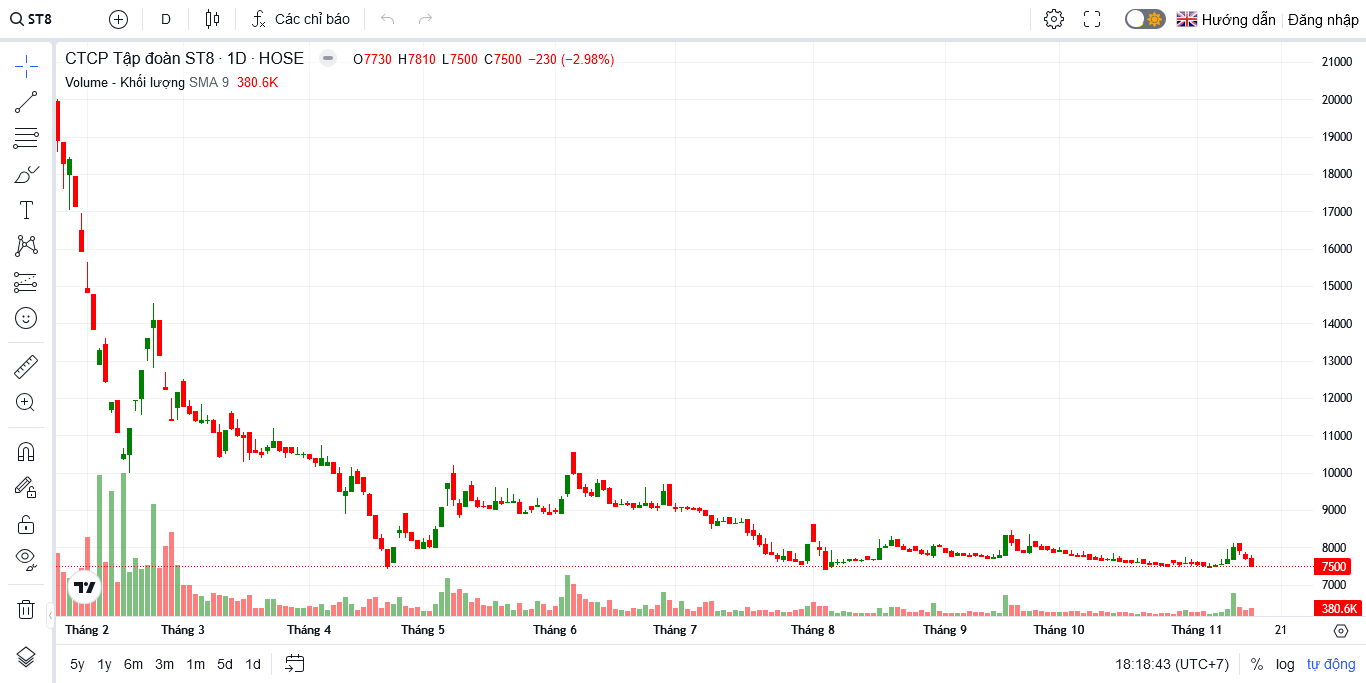 ST8 D Các chỉ báo Hướng dẫn Đăng nhập
CTCP Tập đoàn ST8 · 1D · HOSE O7730 H7810 L7500 C7500 −230 (−2.98%)
Volume - Khối lượng SMA 9 380.6K
21000
20000
19000
18000
17000
16000
15000
14000
13000
12000
11000
10000
9000
8000
7500
7000
380.6K
Tháng 2 Tháng 3 Tháng 4 Tháng 5 Tháng 6 Tháng 7 Tháng 8 Tháng 9 Tháng 10 Tháng 11 21
5y 1y 6m 3m 1m 5d 1d 18:18:43 (UTC+7) % log tự động